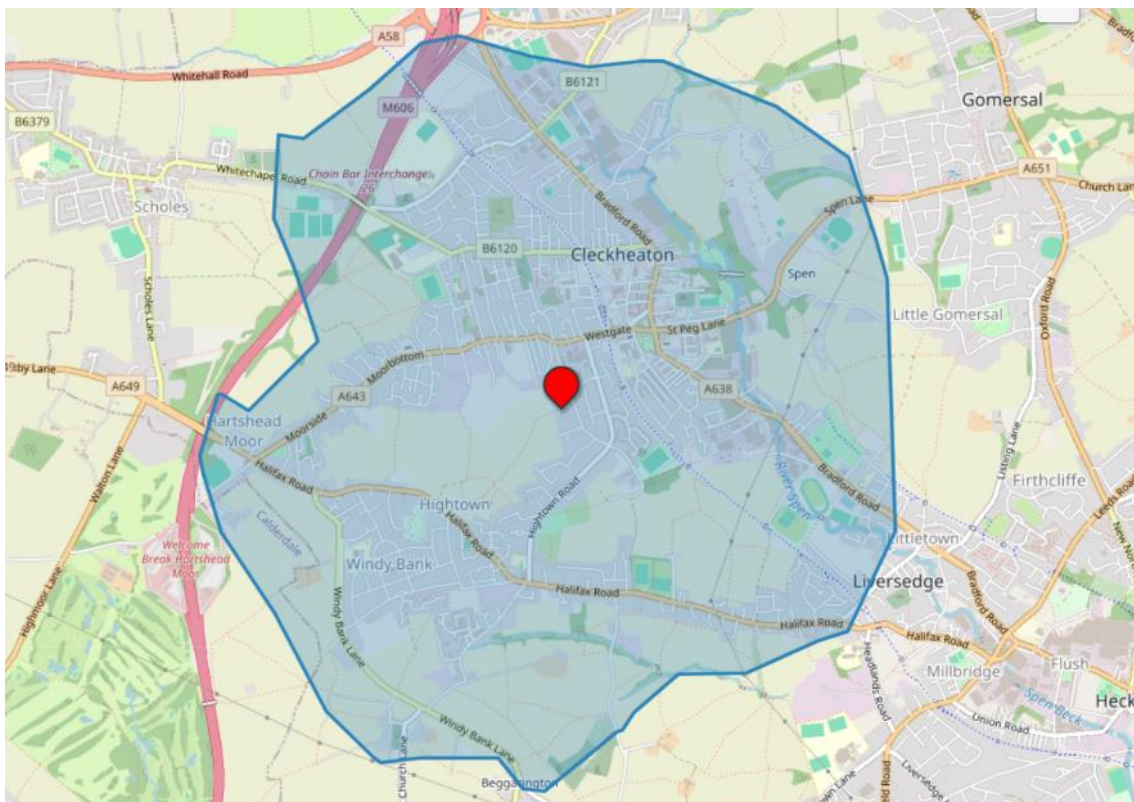 A58
Whitehall Road
M606
B6121
Gomersal
B6379
A651
Church Lan
Whitechapel Road
Chain Bar Interchange
26
Scholes
Bradford Road
Spen Lane
B6120
Cleckheaton
Spen
Scholes Lane
Little Gomersal
Oxford Road
Westgate
St Peg Lane
Moorbottom
A649
A643
A638
Hartshead
Moor
Moorside
Walton Lane
Halifax Road
Hightown
Hightown Road
Halifax Road
River Spen
Bradford Road
Listing Lane
Firthcliffe
Leeds Road
Calderdale
Welcome
Break Hartshead
Moor
Windy Bank
Littletown
Liversedge
Highmoor Lane
Windy Bank Lane
Halifax Road
Halifax Road
Bradford Road
Halifax Road
Millbridge
Flush
Headlands Road
Spen Beck
Heck
Union Road
Church Lane
Windy Bank Lane
Beggarington
Liversedge